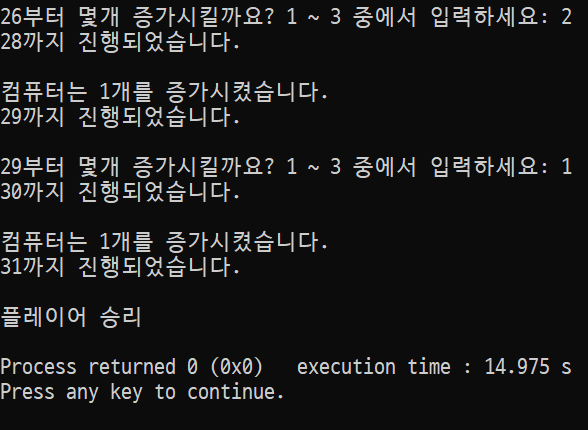 26부터 몇개 증가시킬까요? 1 ~ 3 중에서 입력하세요: 2
28까지 진행되었습니다.
컴퓨터는 1개를 증가시켰습니다.
29까지 진행되었습니다.
29부터 몇개 증가시킬까요? 1 ~ 3 중에서 입력하세요: 1
30까지 진행되었습니다.
컴퓨터는 1개를 증가시켰습니다.
31까지 진행되었습니다.
플레이어 승리
Process returned 0 (0x0)   execution time : 14.975 s
Press any key to continue.